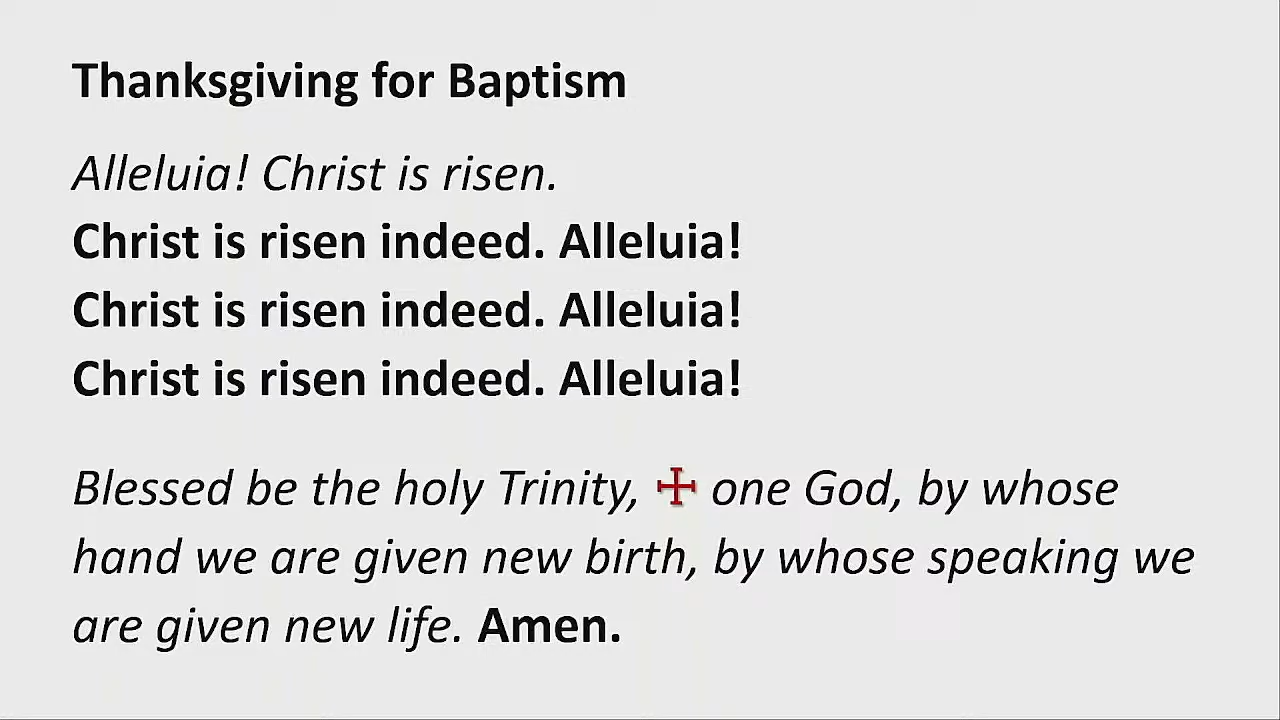 Thanksgiving for Baptism
Alleluia! Christ is risen.
Christ is risen indeed. Alleluia!
Christ is risen indeed. Alleluia!
Christ is risen indeed. Alleluia!
Blessed be the holy Trinity, ☩ one God, by whose
hand we are given new birth, by whose speaking we
are given new life. Amen.